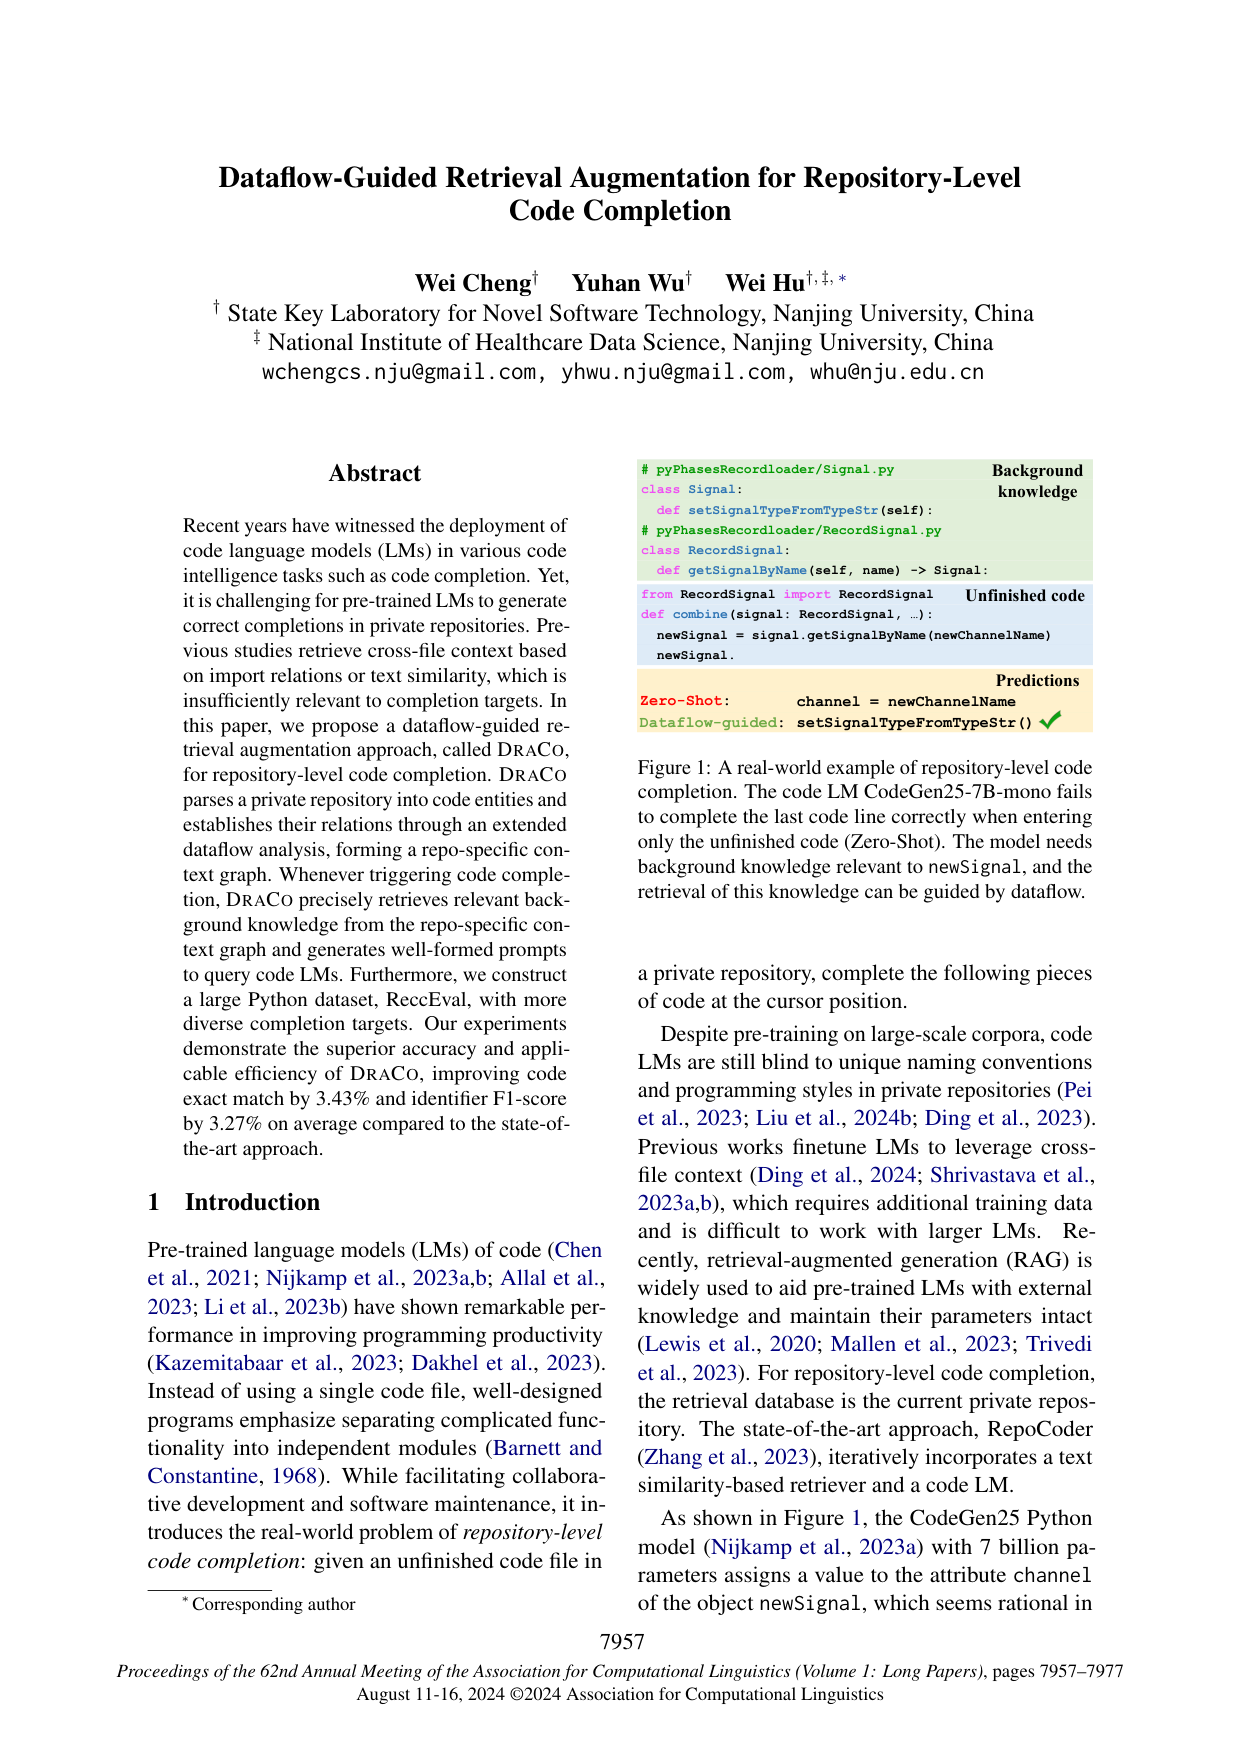 Dataflow-Guided Retrieval Augmentation for Repository-Level
Code Completion
Wei Cheng† Yuhan Wu† Wei Hu†,‡,*
† State Key Laboratory for Novel Software Technology, Nanjing University, China
‡ National Institute of Healthcare Data Science, Nanjing University, China
wchengcs.nju@gmail.com, yhwu.nju@gmail.com, whu@nju.edu.cn
Abstract
Recent years have witnessed the deployment of
code language models (LMs) in various code
intelligence tasks such as code completion. Yet,
it is challenging for pre-trained LMs to generate
correct completions in private repositories. Pre-
vious studies retrieve cross-file context based
on import relations or text similarity, which is
insufficiently relevant to completion targets. In
this paper, we propose a dataflow-guided re-
trieval augmentation approach, called DRACO,
for repository-level code completion. DRACO
parses a private repository into code entities and
establishes their relations through an extended
dataflow analysis, forming a repo-specific con-
text graph. Whenever triggering code comple-
tion, DRACO precisely retrieves relevant back-
ground knowledge from the repo-specific con-
text graph and generates well-formed prompts
to query code LMs. Furthermore, we construct
a large Python dataset, ReccEval, with more
diverse completion targets. Our experiments
demonstrate the superior accuracy and appli-
cable efficiency of DRACO, improving code
exact match by 3.43% and identifier F1-score
by 3.27% on average compared to the state-of-
the-art approach.
1 Introduction
Pre-trained language models (LMs) of code (Chen
et al., 2021; Nijkamp et al., 2023a,b; Allal et al.,
2023; Li et al., 2023b) have shown remarkable per-
formance in improving programming productivity
(Kazemitabaar et al., 2023; Dakhel et al., 2023).
Instead of using a single code file, well-designed
programs emphasize separating complicated func-
tionality into independent modules (Barnett and
Constantine, 1968). While facilitating collabora-
tive development and software maintenance, it in-
troduces the real-world problem of repository-level
code completion: given an unfinished code file in
* Corresponding author
# pyPhasesRecordloader/Signal.py Background
class Signal: knowledge
def setSignalTypeFromTypeStr(self):
# pyPhasesRecordloader/RecordSignal.py
class RecordSignal:
def getSignalByName(self, name) -> Signal:
from RecordSignal import RecordSignal Unfinished code
def combine(signal: RecordSignal, …):
newSignal = signal.getSignalByName(newChannelName)
newSignal.
Predictions
Zero-Shot: channel = newChannelName
Dataflow-guided: setSignalTypeFromTypeStr()
Figure 1: A real-world example of repository-level code
completion. The code LM CodeGen25-7B-mono fails
to complete the last code line correctly when entering
only the unfinished code (Zero-Shot). The model needs
background knowledge relevant to newSignal, and the
retrieval of this knowledge can be guided by dataflow.
a private repository, complete the following pieces
of code at the cursor position.
Despite pre-training on large-scale corpora, code
LMs are still blind to unique naming conventions
and programming styles in private repositories (Pei
et al., 2023; Liu et al., 2024b; Ding et al., 2023).
Previous works finetune LMs to leverage cross-
file context (Ding et al., 2024; Shrivastava et al.,
2023a,b), which requires additional training data
and is difficult to work with larger LMs. Re-
cently, retrieval-augmented generation (RAG) is
widely used to aid pre-trained LMs with external
knowledge and maintain their parameters intact
(Lewis et al., 2020; Mallen et al., 2023; Trivedi
et al., 2023). For repository-level code completion,
the retrieval database is the current private repos-
itory. The state-of-the-art approach, RepoCoder
(Zhang et al., 2023), iteratively incorporates a text
similarity-based retriever and a code LM.
As shown in Figure 1, the CodeGen25 Python
model (Nijkamp et al., 2023a) with 7 billion pa-
rameters assigns a value to the attribute channel
of the object newSignal, which seems rational in
7957
Proceedings of the 62nd Annual Meeting of the Association for Computational Linguistics (Volume 1: Long Papers), pages 7957–7977
August 11-16, 2024 ©2024 Association for Computational Linguistics